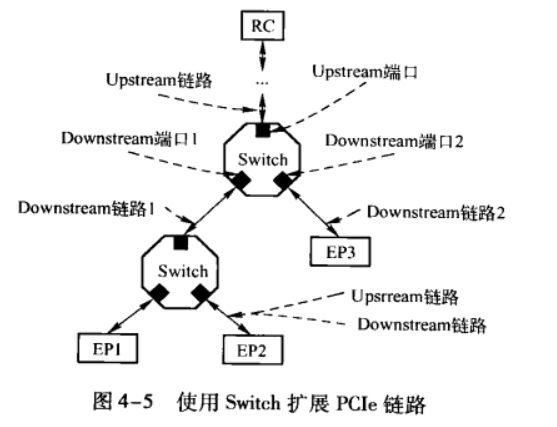 RC
...
Upstream链路
Upstream端口
Downstream端口1
Downstream端口2
Switch
Downstream链路1
Downstream链路2
EP3
Switch
Upsrream链路
Downstream链路
EP1
EP2
图 4-5 使用 Switch 扩展 PCIe 链路